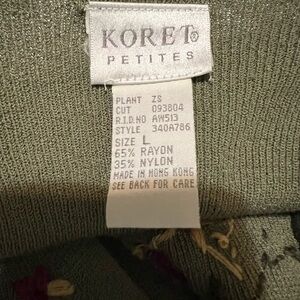 KORET®
PETITES
PLANT ZS
CUT 093804
R.I.D.NO AW513
STYLE 340A786
SIZE L
65% RAYON
35% NYLON
MADE IN HONG KONG
SEE BACK FOR CARE